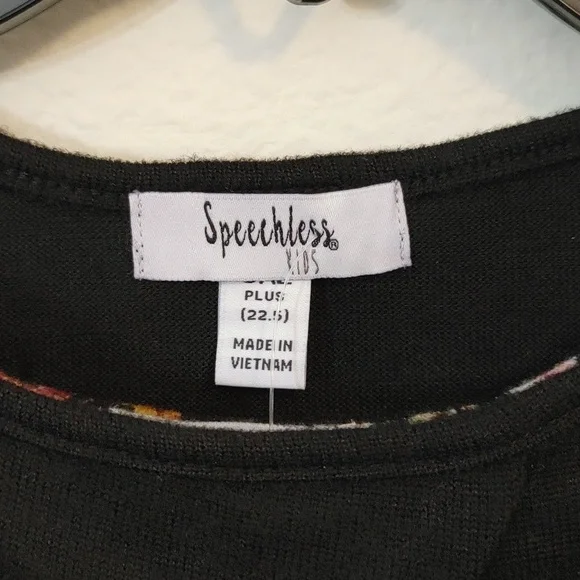 Speechless®
KIDS
PLUS
(22.5)
MADE IN
VIETNAM